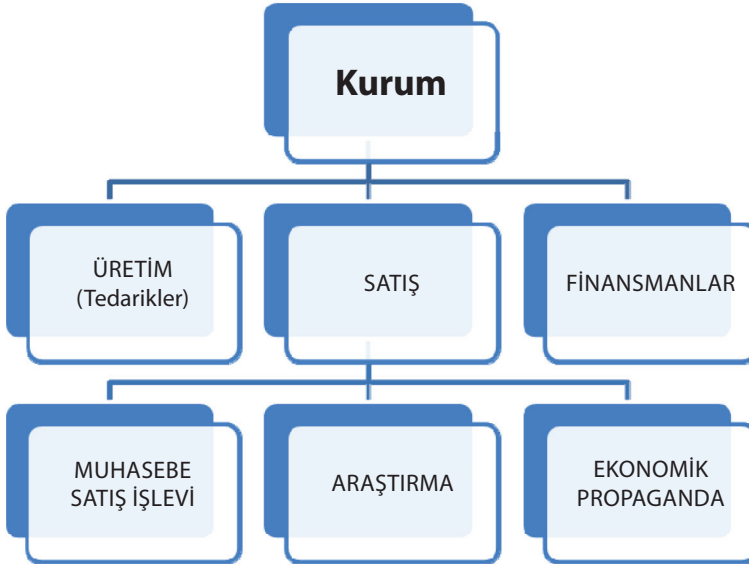 Kurum
ÜRETİM
(Tedarikler)
SATIŞ
FİNANSMANLAR
MUHASEBE
SATIŞ İŞLEVİ
ARAŞTIRMA
EKONOMİK
PROPAGANDA